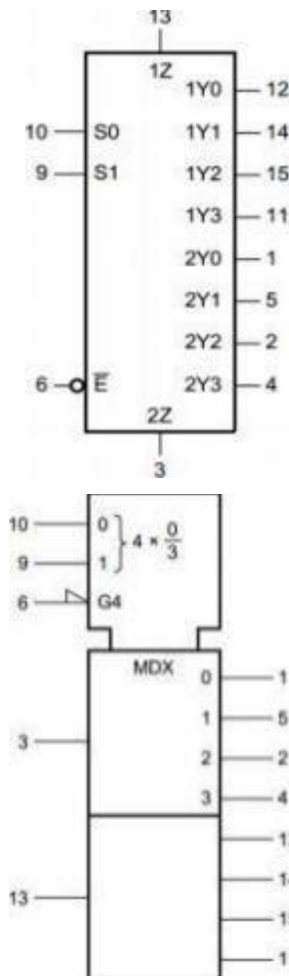 13
1Z
1Y0 12
10 S0 1Y1 14
9 S1 1Y2 15
1Y3 11
2Y0 1
2Y1 5
2Y2 2
6 E̅ 2Y3 4
2Z
3
10 0 } 4 × 0/3
9 1
6 G4
MDX
0 1
1 5
3 2 2
3 4
13